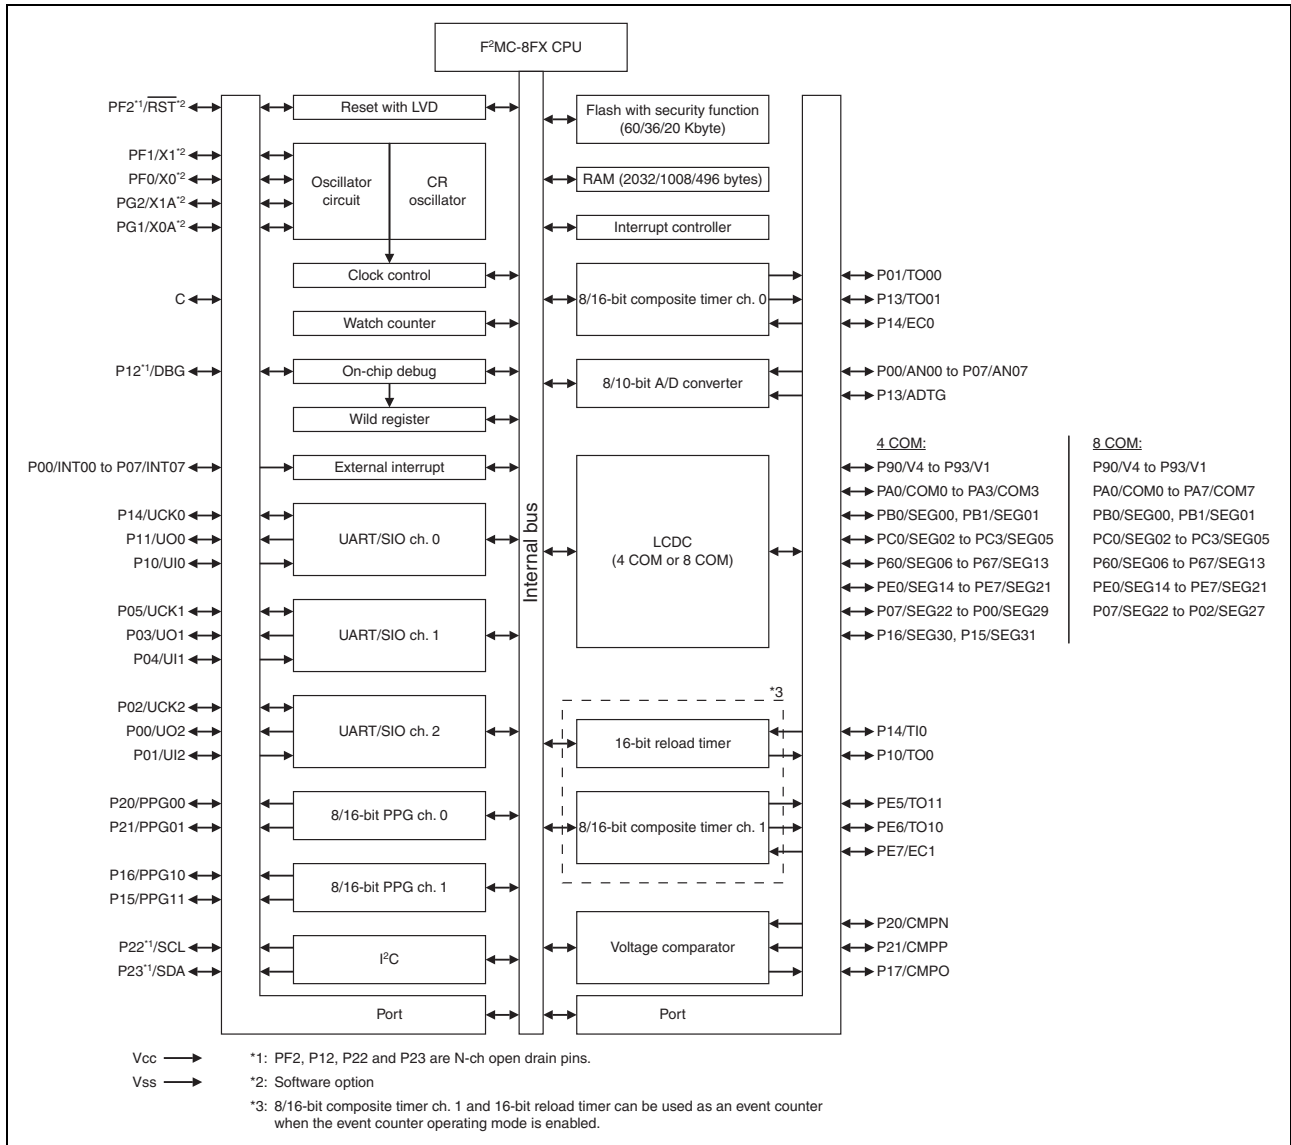 F²MC-8FX CPU
PF2*1/RST*2
PF1/X1*2
PF0/X0*2
PG2/X1A*2
PG1/X0A*2
C
P12*1/DBG
P00/INT00 to P07/INT07
P14/UCK0
P11/UO0
P10/UI0
P05/UCK1
P03/UO1
P04/UI1
P02/UCK2
P00/UO2
P01/UI2
P20/PPG00
P21/PPG01
P16/PPG10
P15/PPG11
P22*1/SCL
P23*1/SDA
Reset with LVD
Oscillator
circuit
CR
oscillator
Clock control
Watch counter
On-chip debug
Wild register
External interrupt
UART/SIO ch. 0
UART/SIO ch. 1
UART/SIO ch. 2
8/16-bit PPG ch. 0
8/16-bit PPG ch. 1
I²C
Port
Internal bus
Flash with security function
(60/36/20 Kbyte)
RAM (2032/1008/496 bytes)
Interrupt controller
8/16-bit composite timer ch. 0
8/10-bit A/D converter
LCDC
(4 COM or 8 COM)
*3
16-bit reload timer
8/16-bit composite timer ch. 1
Voltage comparator
Port
P01/TO00
P13/TO01
P14/EC0
P00/AN00 to P07/AN07
P13/ADTG
4 COM:
P90/V4 to P93/V1
PA0/COM0 to PA3/COM3
PB0/SEG00, PB1/SEG01
PC0/SEG02 to PC3/SEG05
P60/SEG06 to P67/SEG13
PE0/SEG14 to PE7/SEG21
P07/SEG22 to P00/SEG29
P16/SEG30, P15/SEG31
8 COM:
P90/V4 to P93/V1
PA0/COM0 to PA7/COM7
PB0/SEG00, PB1/SEG01
PC0/SEG02 to PC3/SEG05
P60/SEG06 to P67/SEG13
PE0/SEG14 to PE7/SEG21
P07/SEG22 to P02/SEG27
P14/TI0
P10/TO0
PE5/TO11
PE6/TO10
PE7/EC1
P20/CMPN
P21/CMPP
P17/CMPO
Vcc
Vss
*1: PF2, P12, P22 and P23 are N-ch open drain pins.
*2: Software option
*3: 8/16-bit composite timer ch. 1 and 16-bit reload timer can be used as an event counter
when the event counter operating mode is enabled.